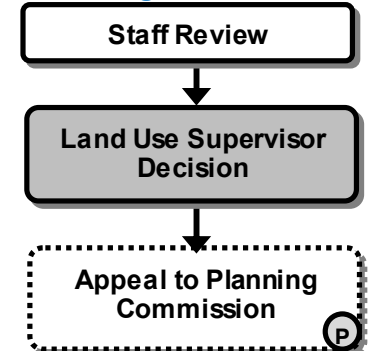 Staff Review
Land Use Supervisor
Decision
Appeal to Planning
Commission
P